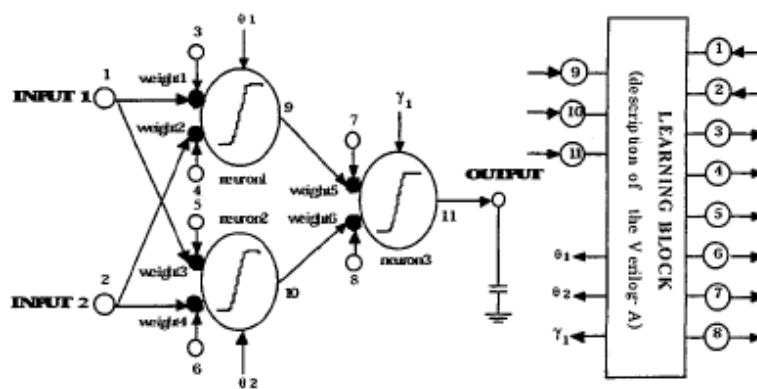 θ1
3
1
weight1
9
INPUT 1
weight2
4
neuron1
7
γ1
5
neuron2
weight5
OUTPUT
weight3
weight6
11
2
10
neuron3
INPUT 2
8
weight4
6
θ2
LEARNING BLOCK
(description of the Verilog-A)
9
10
11
θ1
θ2
γ1
1
2
3
4
5
6
7
8